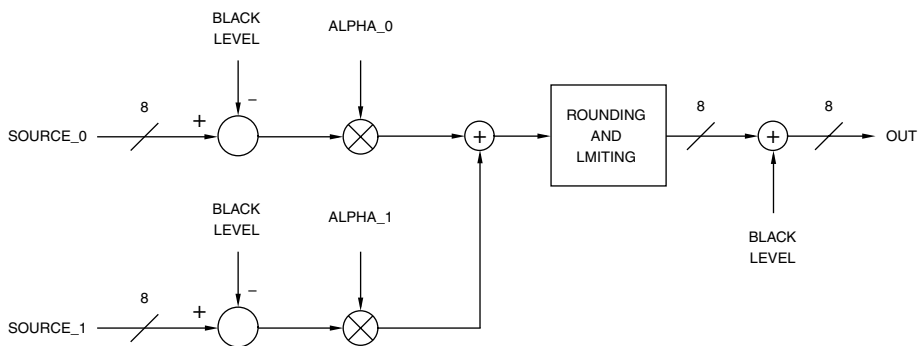 BLACK
LEVEL
ALPHA_0
8
+
−
SOURCE_0
+
ROUNDING
AND
LMITING
8
+
8
OUT
BLACK
LEVEL
BLACK
LEVEL
ALPHA_1
8
+
−
SOURCE_1